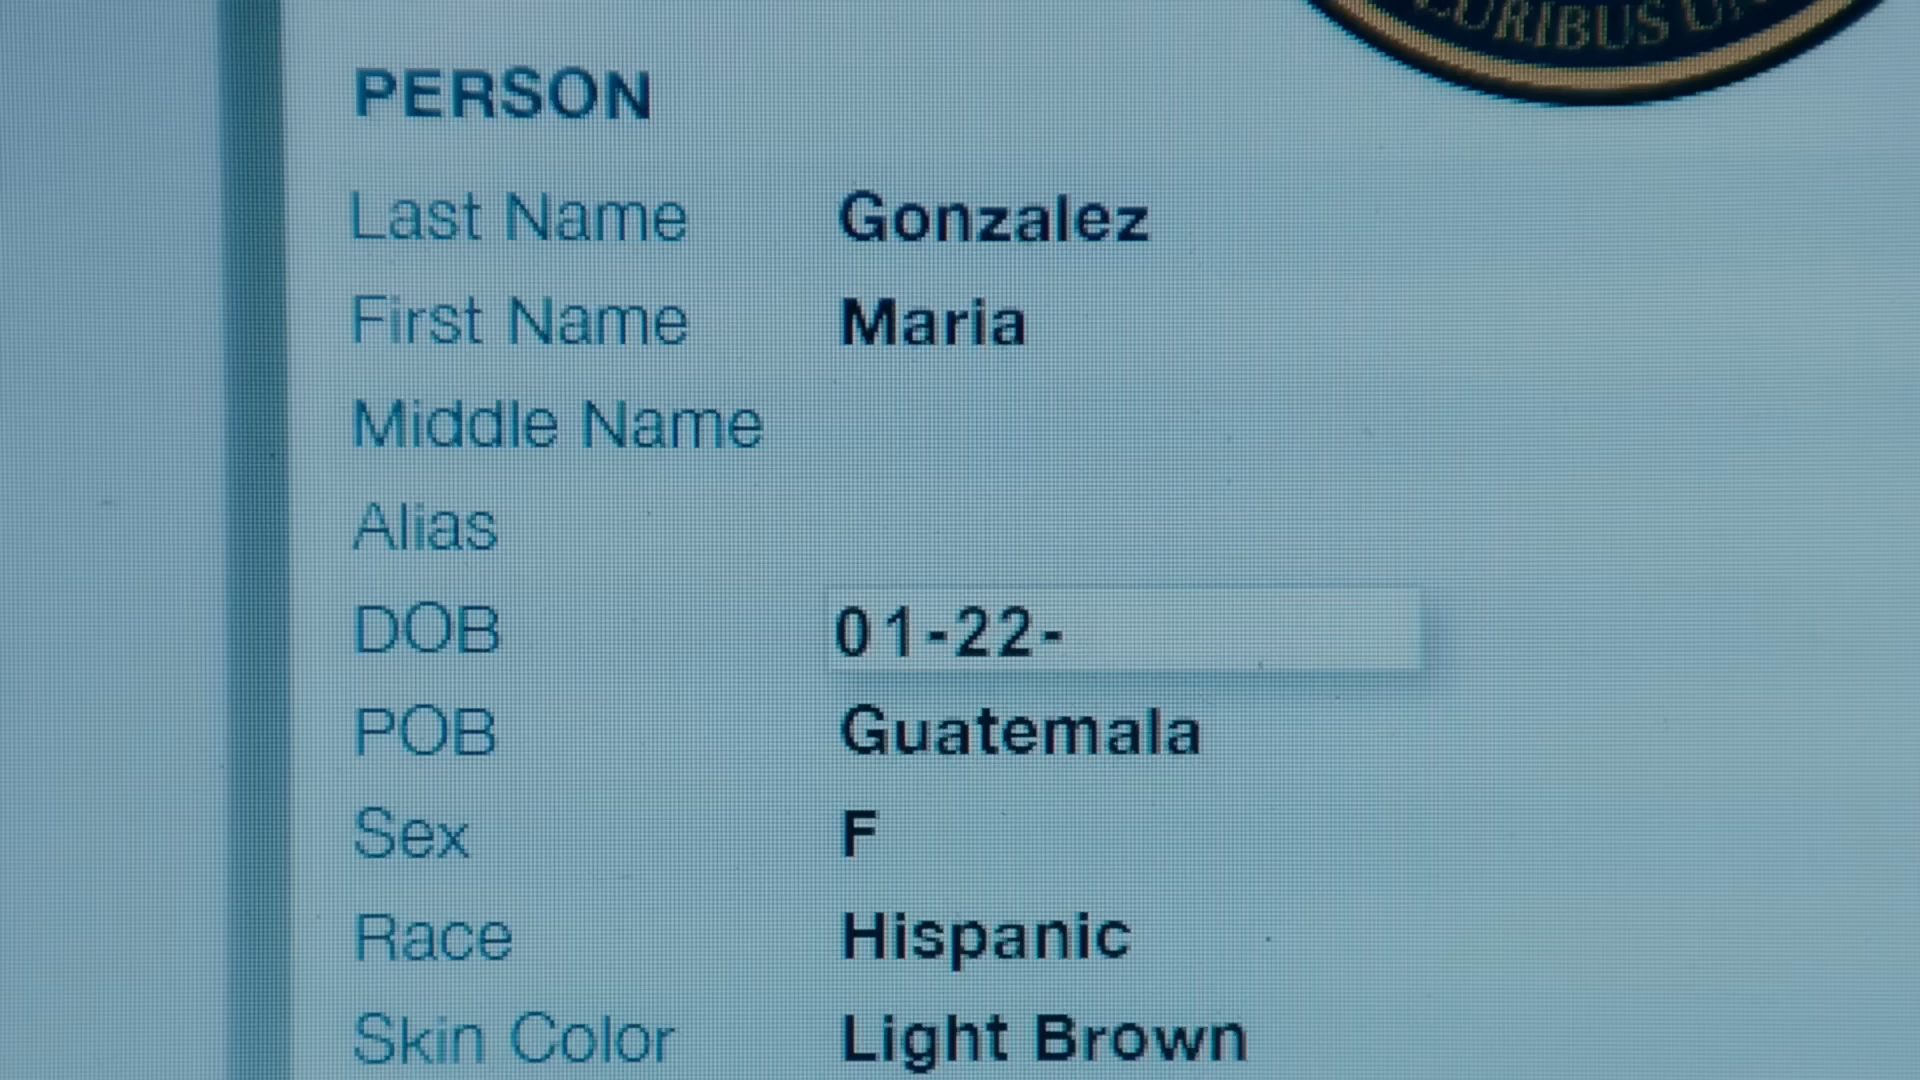 PLURIBUS
PERSON
Last Name Gonzalez
First Name Maria
Middle Name
Alias
DOB 01-22-
POB Guatemala
Sex F
Race Hispanic
Skin Color Light Brown